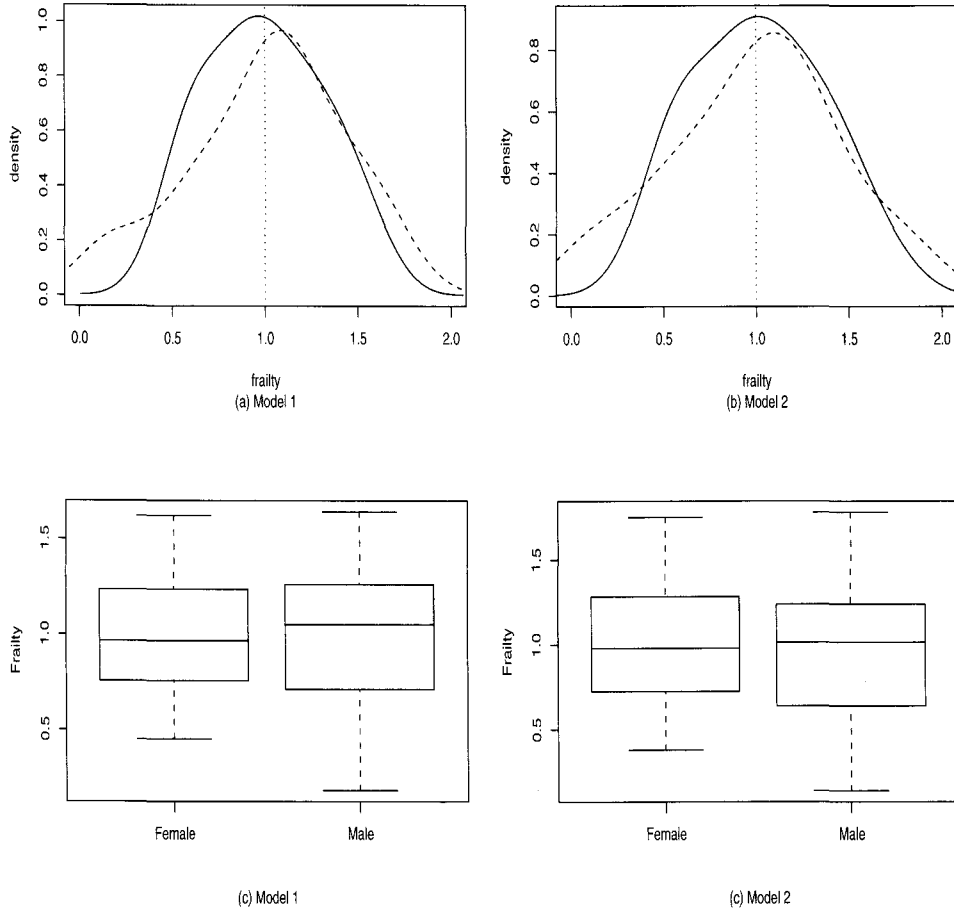 density
0.0 0.2 0.4 0.6 0.8 1.0
0.0 0.5 1.0 1.5 2.0
frailty
(a) Model 1
density
0.0 0.2 0.4 0.6 0.8
0.0 0.5 1.0 1.5 2.0
frailty
(b) Model 2
Frailty
0.5 1.0 1.5
Female Male
(c) Model 1
Frailty
0.5 1.0 1.5
Female Male
(c) Model 2